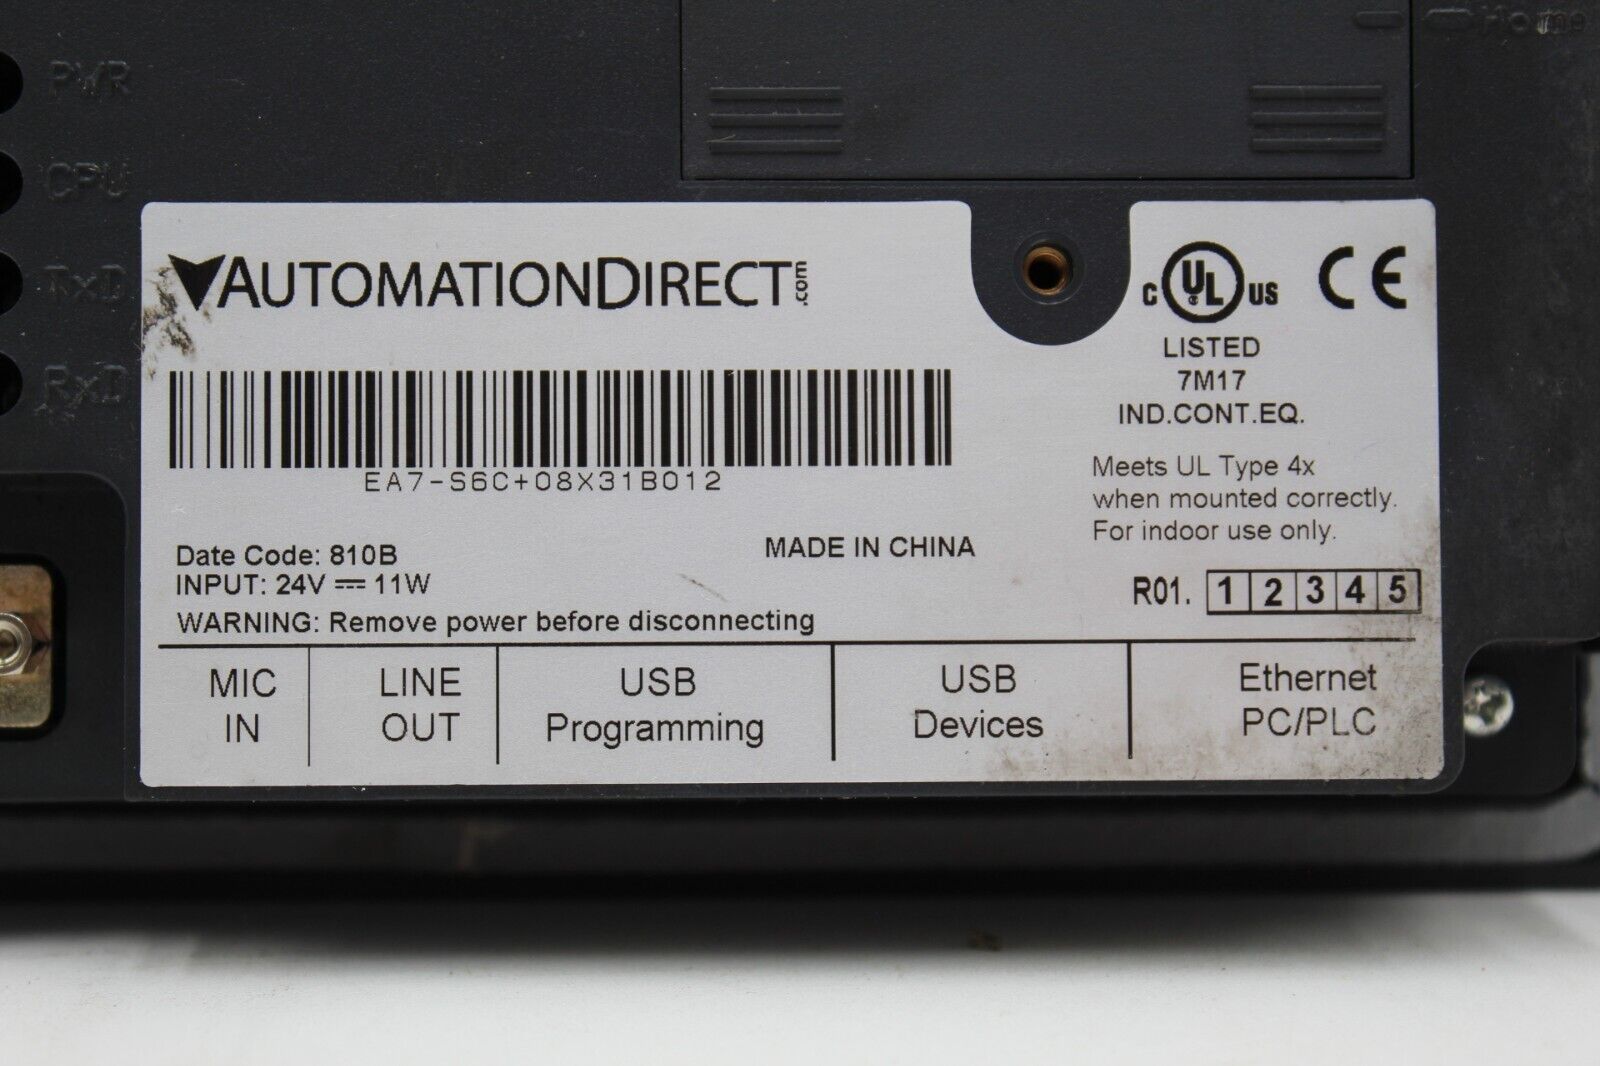 Home
PWR
CPU
TxD
RxD
AUTOMATIONDIRECT.com
C UL US CE
LISTED
7M17
IND.CONT.EQ.
EA7-S6C+08X31B012
Meets UL Type 4x
when mounted correctly.
For indoor use only.
Date Code: 810B
MADE IN CHINA
INPUT: 24V 11W
R01. 1 2 3 4 5
WARNING: Remove power before disconnecting
MIC IN
LINE OUT
USB Programming
USB Devices
Ethernet PC/PLC